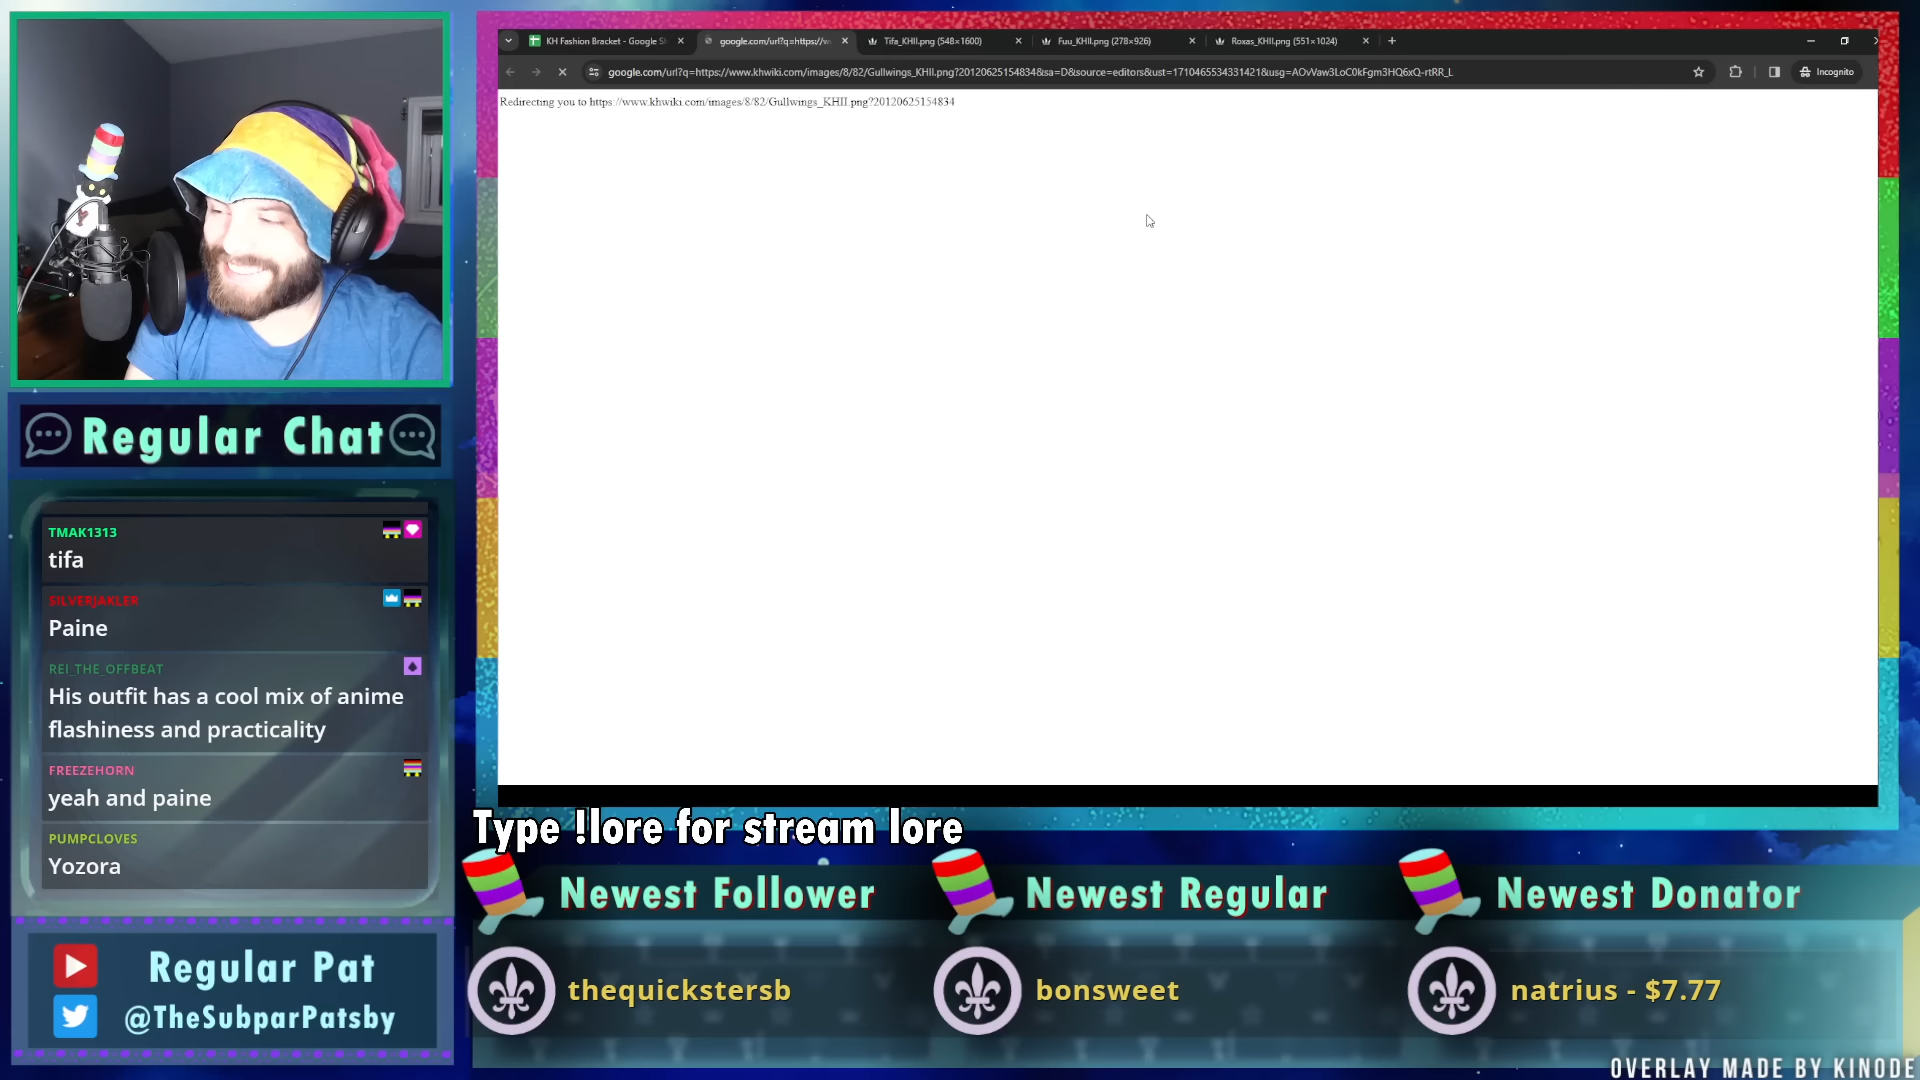 KH Fashion Bracket - Google Sh
google.com/url?q=https://w
Tifa_KHII.png (548×1600)
Fuu_KHII.png (278×926)
Roxas_KHII.png (551×1024)
google.com/url?q=https://www.khwiki.com/images/8/82/Gullwings_KHII.png?20120625154834&sa=D&source=editors&ust=1710465534331421&usg=AOvVaw3LoC0kFgm3HQ6xQ-rtRR_L
Incognito
Redirecting you to https://www.khwiki.com/images/8/82/Gullwings_KHII.png?20120625154834
Regular Chat
TMAK1313
tifa
SILVERJAKLER
Paine
REI_THE_OFFBEAT
His outfit has a cool mix of anime
flashiness and practicality
FREEZEHORN
yeah and paine
PUMPCLOVES
Yozora
Regular Pat
@TheSubparPatsby
Type !lore for stream lore
Newest Follower
thequickstersb
Newest Regular
bonsweet
Newest Donator
natrius - $7.77
OVERLAY MADE BY KINODE